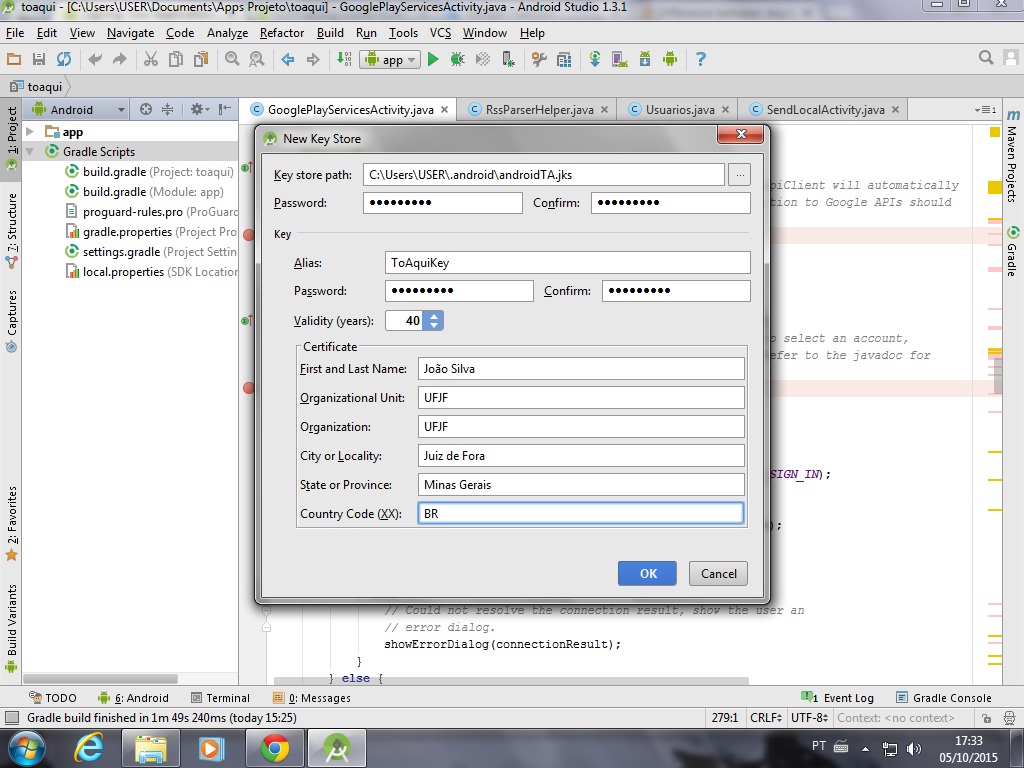 toaqui - [C:\Users\USER\Documents\Apps Projeto\toaqui] - GooglePlayServicesActivity.java - Android Studio 1.3.1
File Edit View Navigate Code Analyze Refactor Build Run Tools VCS Window Help
app
toaqui
Android
GooglePlayServicesActivity.java
RssParserHelper.java
Usuarios.java
SendLocalActivity.java
1
1: Project
7: Structure
Captures
2: Favorites
Build Variants
app
Gradle Scripts
build.gradle (Project: toaqui)
build.gradle (Module: app)
proguard-rules.pro (ProGuard
gradle.properties (Project Pro
settings.gradle (Project Settin
local.properties (SDK Location
New Key Store
Key store path: C:\Users\USER\.android\androidTA.jks ...
Password: ••••••••• Confirm: •••••••••
Key
Alias: ToAquiKey
Password: ••••••••• Confirm: •••••••••
Validity (years): 40
Certificate
First and Last Name: João Silva
Organizational Unit: UFJF
Organization: UFJF
City or Locality: Juiz de Fora
State or Province: Minas Gerais
Country Code (XX): BR
OK Cancel
piClient will automatically
tion to Google APIs should
select an account,
efer to the javadoc for
SIGN_IN);
);
// Could not resolve the connection result, show the user an
// error dialog.
showErrorDialog(connectionResult);
}
} else {
m
Maven Projects
Gradle
TODO 6: Android Terminal 0: Messages 1 Event Log Gradle Console
Gradle build finished in 1m 49s 240ms (today 15:25) 279:1 CRLF UTF-8 Context: <no context>
PT
17:33
05/10/2015